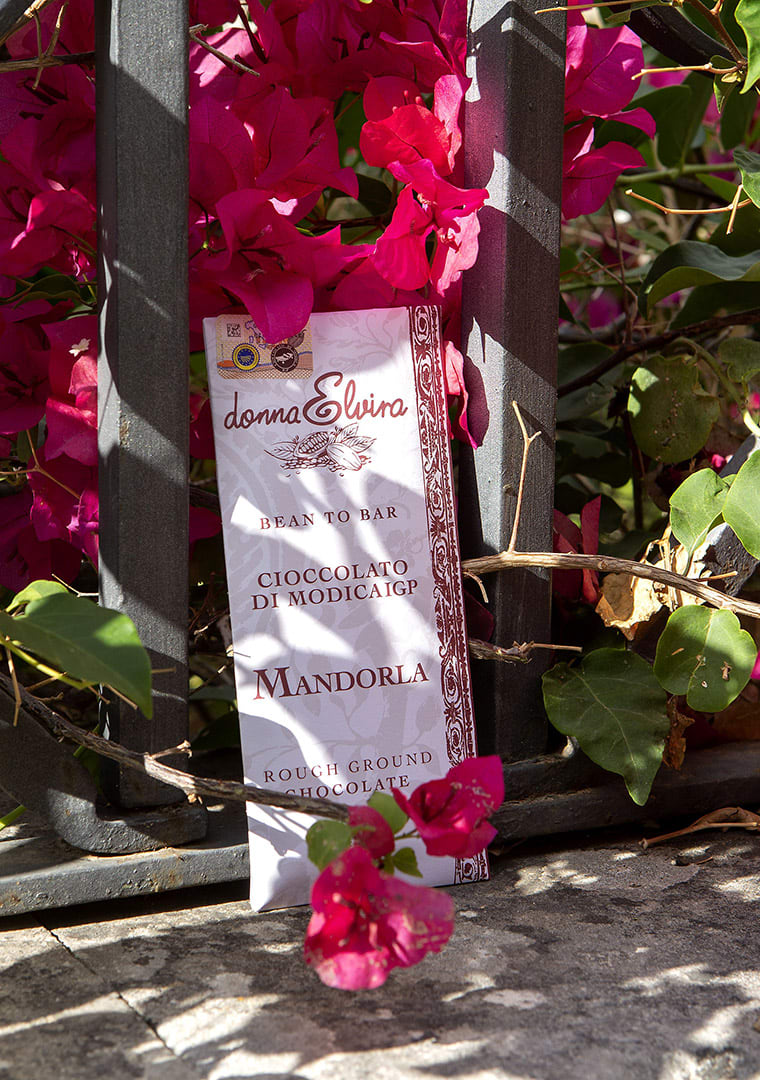 donna Elvira
BEAN TO BAR
CIOCCOLATO
DI MODICA IGP
MANDORLA
ROUGH GROUND
CHOCOLATE